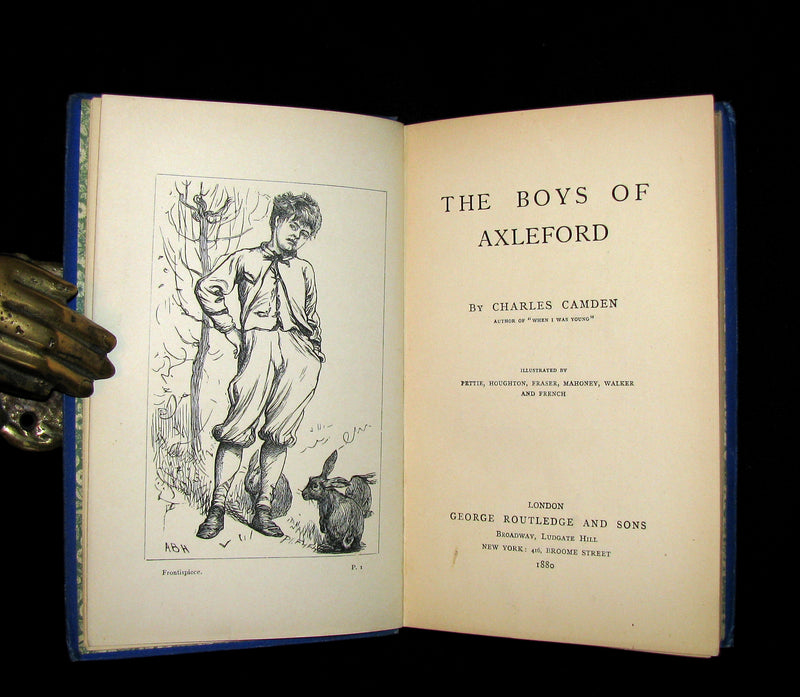 ABH
Frontispiece.
P. 1
THE BOYS OF
AXLEFORD
BY CHARLES CAMDEN
AUTHOR OF "WHEN I WAS YOUNG"
ILLUSTRATED BY
PETTIE, HOUGHTON, FRASER, MAHONEY, WALKER
AND FRENCH
LONDON
GEORGE ROUTLEDGE AND SONS
BROADWAY, LUDGATE HILL
NEW YORK: 416, BROOME STREET
1880